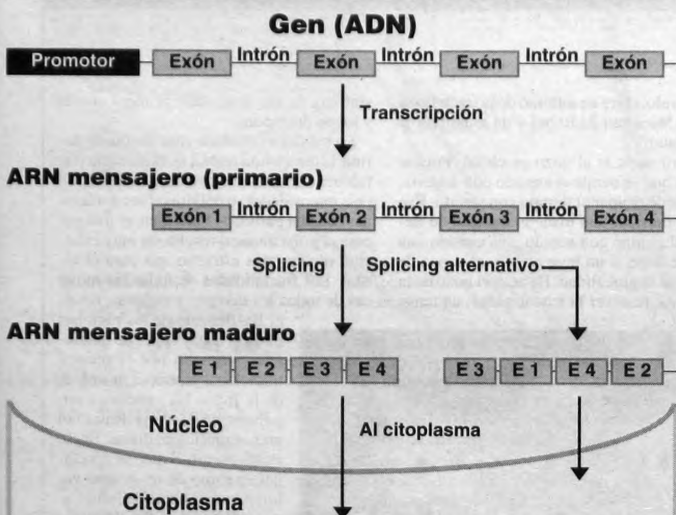 Gen (ADN)
Promotor Exón Intrón Exón Intrón Exón Intrón Exón
Transcripción
ARN mensajero (primario)
Exón 1 Intrón Exón 2 Intrón Exón 3 Intrón Exón 4
Splicing Splicing alternativo
ARN mensajero maduro
E 1 E 2 E 3 E 4 E 3 E 1 E 4 E 2
Núcleo Al citoplasma
Citoplasma